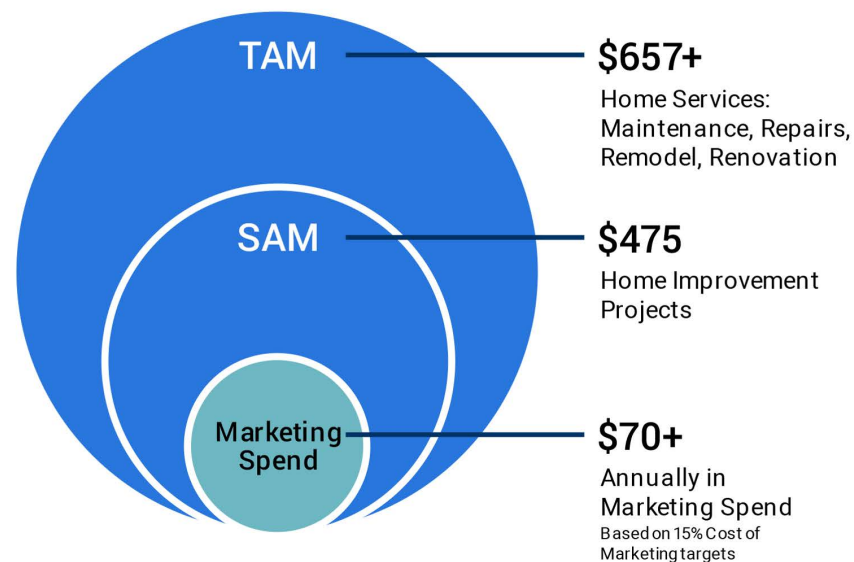 TAM
$657+
Home Services:
Maintenance, Repairs,
Remodel, Renovation
SAM
$475
Home Improvement
Projects
Marketing
Spend
$70+
Annually in
Marketing Spend
Based on 15% Cost of
Marketing targets